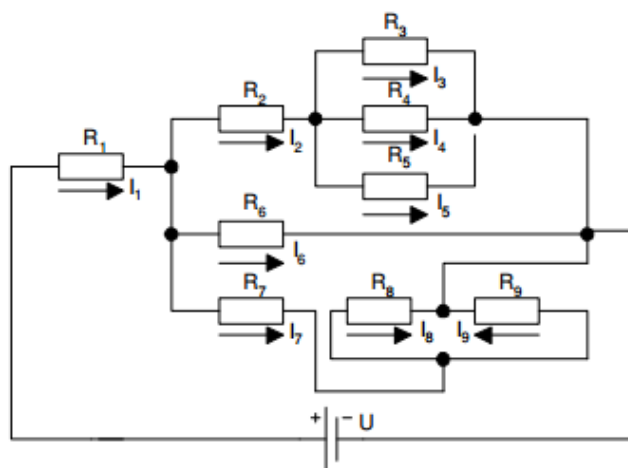 R₃
I₃
R₂
R₄
I₂
I₄
R₁
R₅
I₁
I₅
R₆
I₆
R₇
R₈
R₉
I₇
I₈
I₉
+
− U